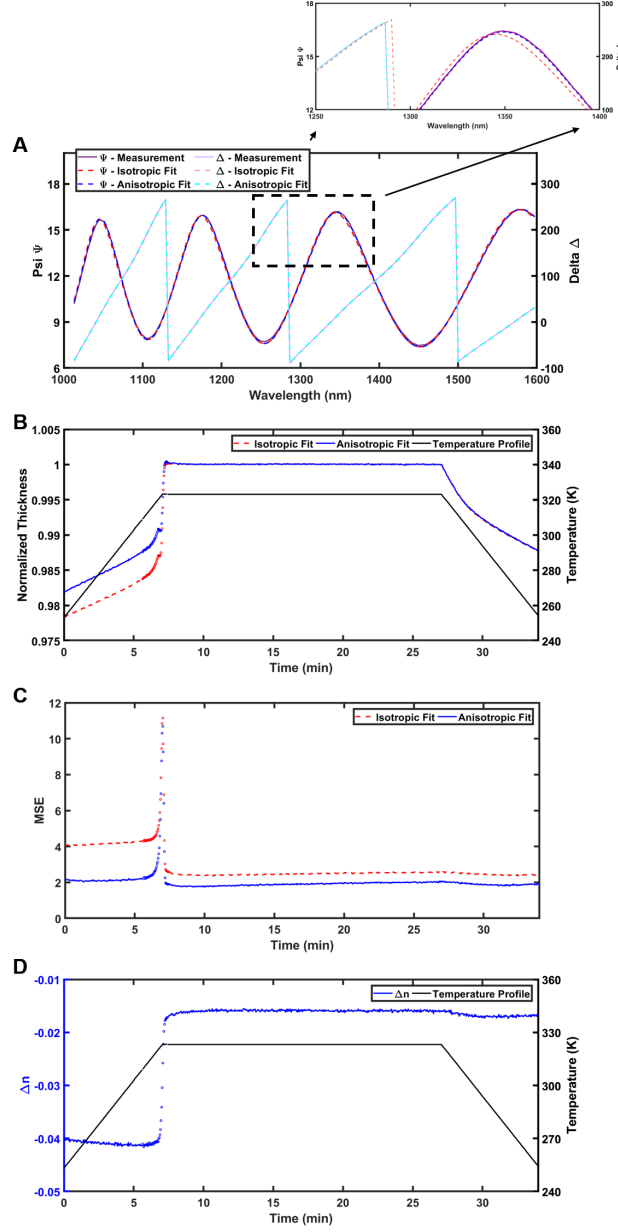 18
15
12
Psi Ψ
280
200
100
1250
1300
1350
1400
Wavelength (nm)
A
Ψ - Measurement
Δ - Measurement
Ψ - Isotropic Fit
Δ - Isotropic Fit
Ψ - Anisotropic Fit
Δ - Anisotropic Fit
18
15
12
9
6
Psi Ψ
300
200
100
0
-100
Delta Δ
1000
1100
1200
1300
1400
1500
1600
Wavelength (nm)
B
Isotropic Fit
Anisotropic Fit
Temperature Profile
1.005
1
0.995
0.99
0.985
0.98
0.975
Normalized Thickness
360
340
320
300
280
260
240
Temperature (K)
0
5
10
15
20
25
30
Time (min)
C
Isotropic Fit
Anisotropic Fit
12
10
8
6
4
2
0
MSE
0
5
10
15
20
25
30
Time (min)
D
Δn
Temperature Profile
-0.01
-0.02
-0.03
-0.04
-0.05
Δn
360
330
300
270
240
Temperature (K)
0
5
10
15
20
25
30
Time (min)